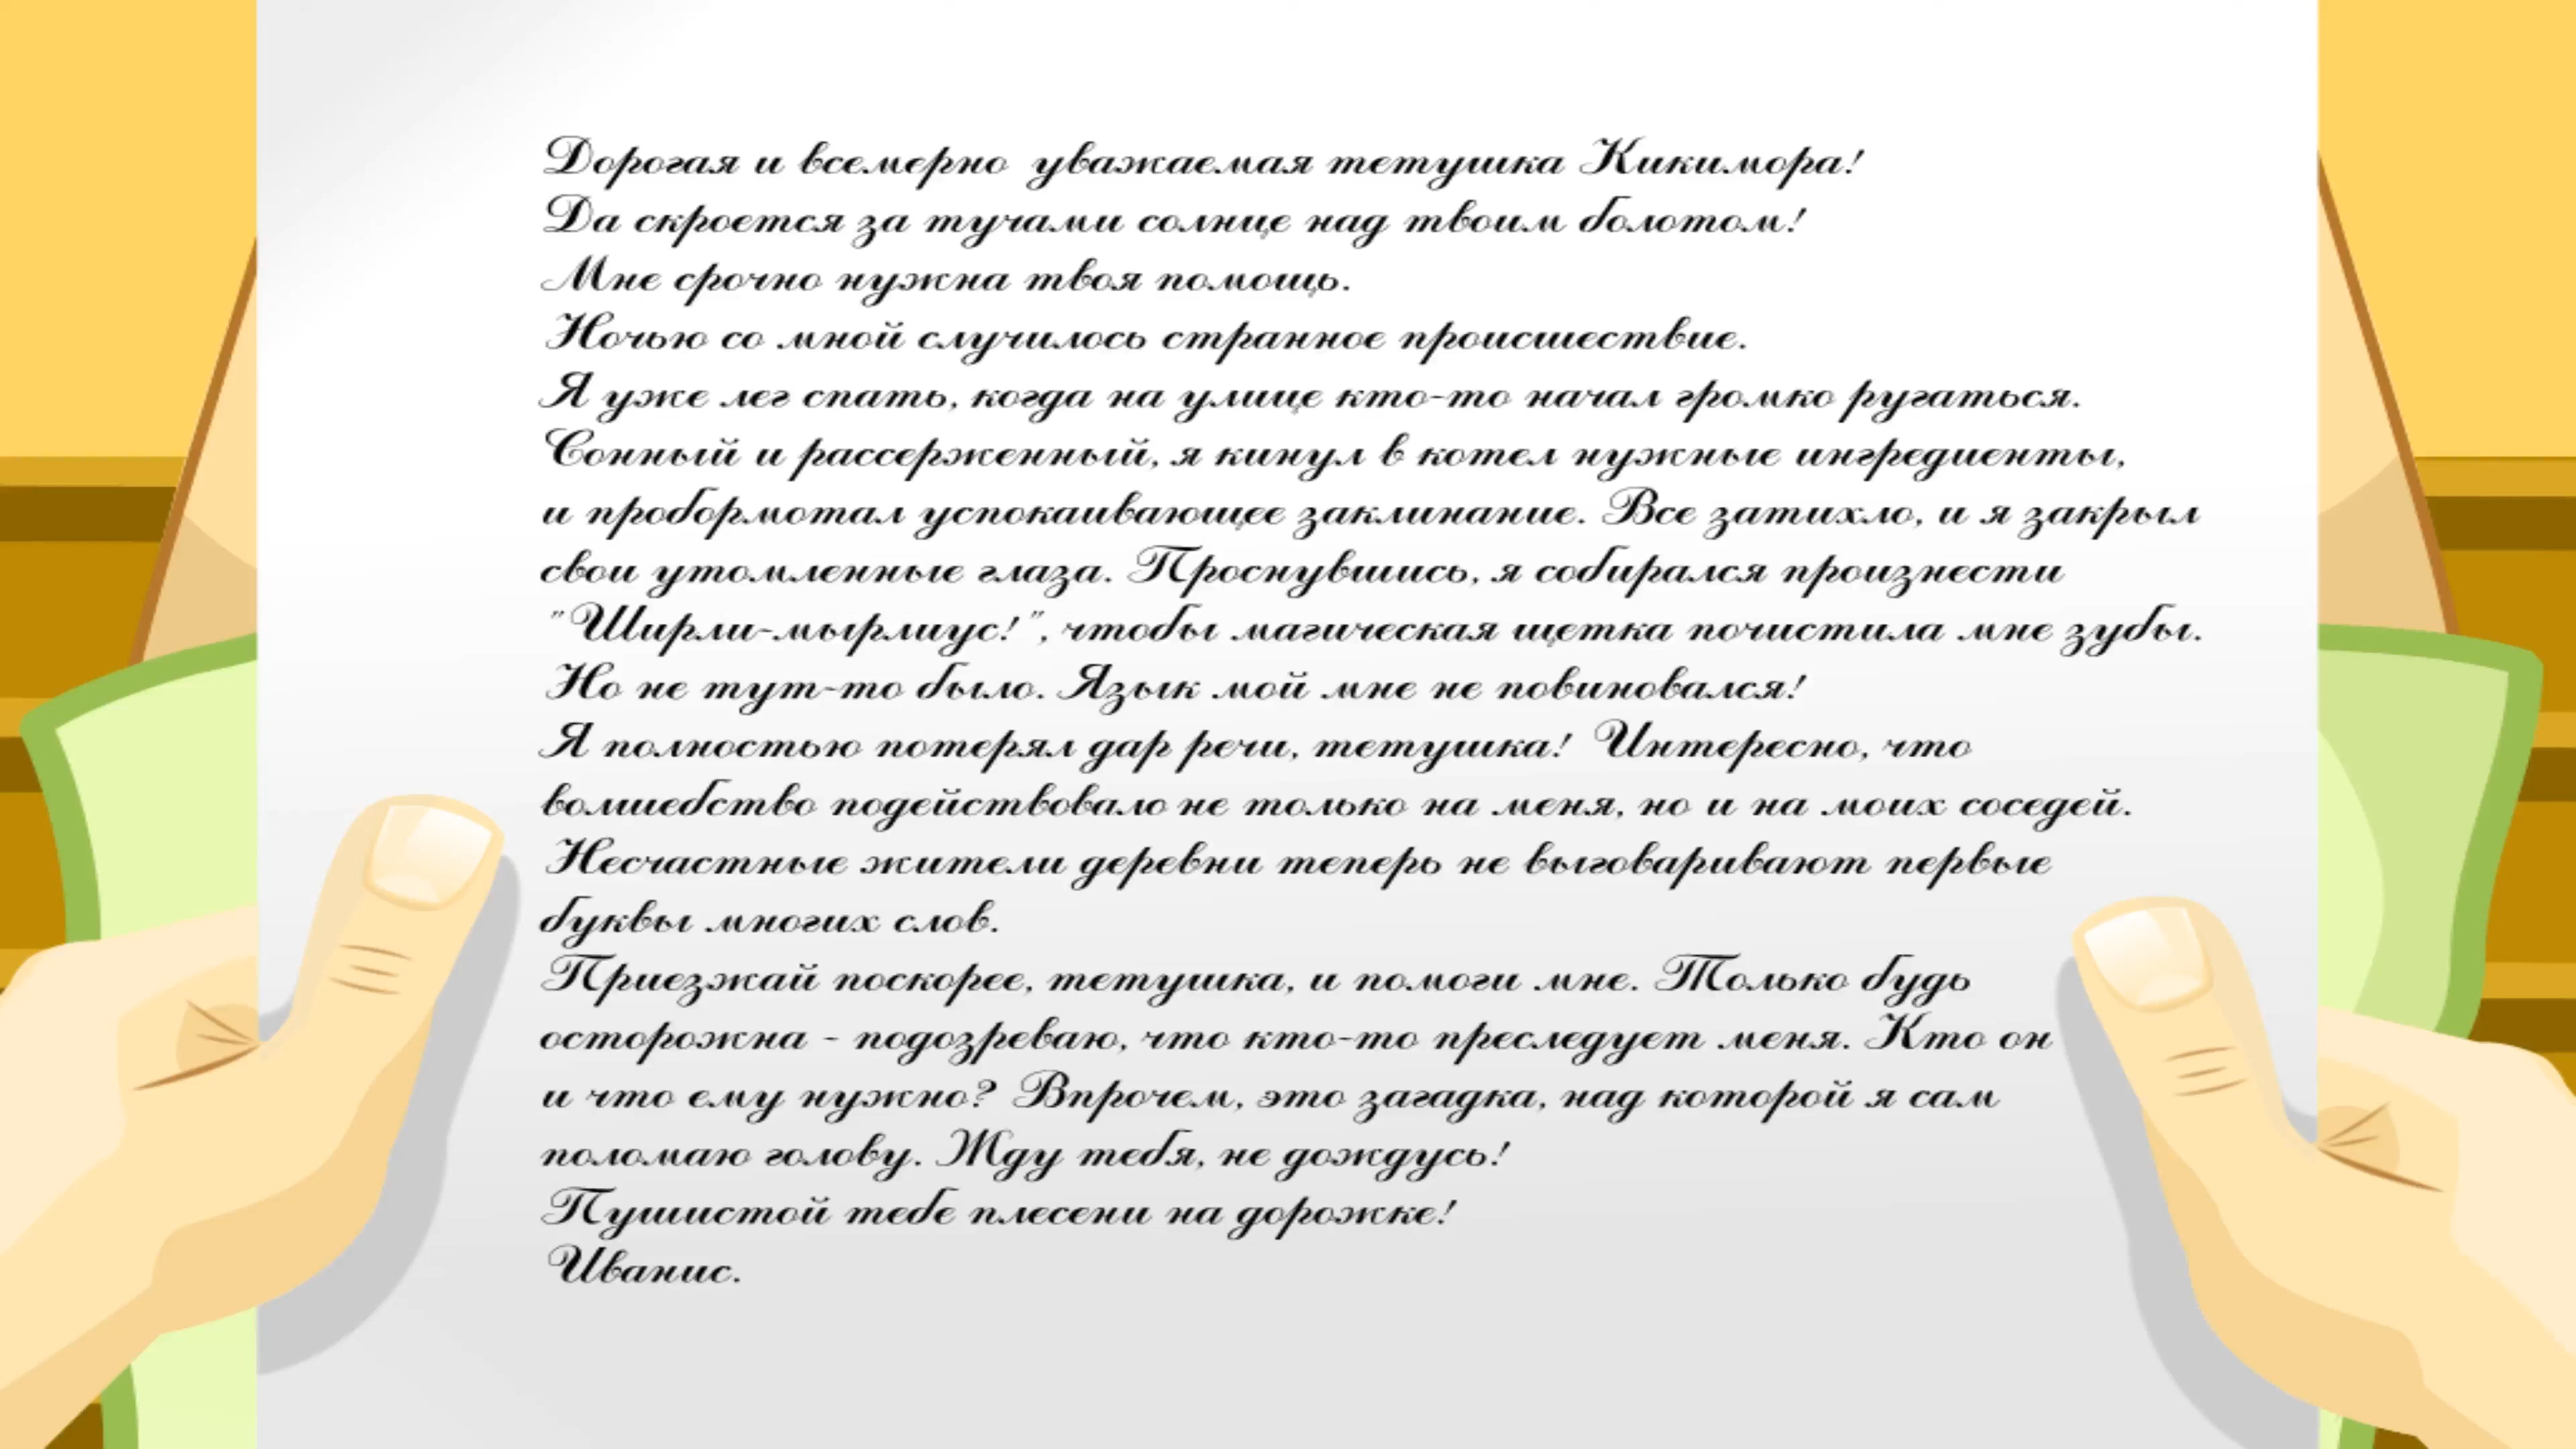 Дорогая и всемерно уважаемая тетушка Кикимора!
Да скроется за тучами солнце над твоим болотом!
Мне срочно нужна твоя помощь.
Ночью со мной случилось странное происшествие.
Я уже лег спать, когда на улице кто-то начал громко ругаться.
Сонный и рассерженный, я кинул в котел нужные ингредиенты,
и пробормотал успокаивающее заклинание. Все затихло, и я закрыл
свои утомленные глаза. Проснувшись, я собирался произнести
"Ширли-мырлиус!", чтобы магическая щетка почистила мне зубы.
Но не тут-то было. Язык мой мне не повиновался!
Я полностью потерял дар речи, тетушка! Интересно, что
волшебство подействовало не только на меня, но и на моих соседей.
Несчастные жители деревни теперь не выговаривают первые
буквы многих слов.
Приезжай поскорее, тетушка, и помоги мне. Только будь
осторожна - подозреваю, что кто-то преследует меня. Кто он
и что ему нужно? Впрочем, это загадка, над которой я сам
поломаю голову. Жду тебя, не дождусь!
Пушистой тебе плесени на дорожке!
Иванис.